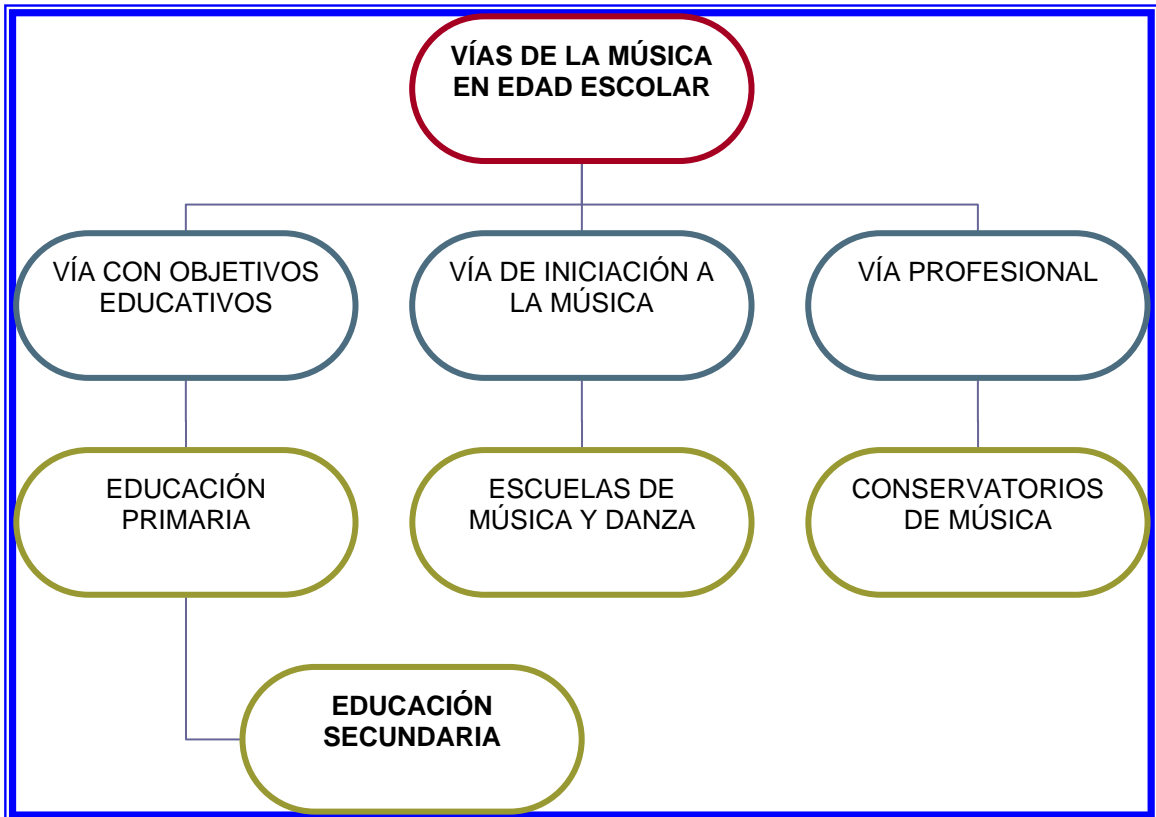 VÍAS DE LA MÚSICA
EN EDAD ESCOLAR
VÍA CON OBJETIVOS
EDUCATIVOS
VÍA DE INICIACIÓN A
LA MÚSICA
VÍA PROFESIONAL
EDUCACIÓN
PRIMARIA
ESCUELAS DE
MÚSICA Y DANZA
CONSERVATORIOS
DE MÚSICA
EDUCACIÓN
SECUNDARIA